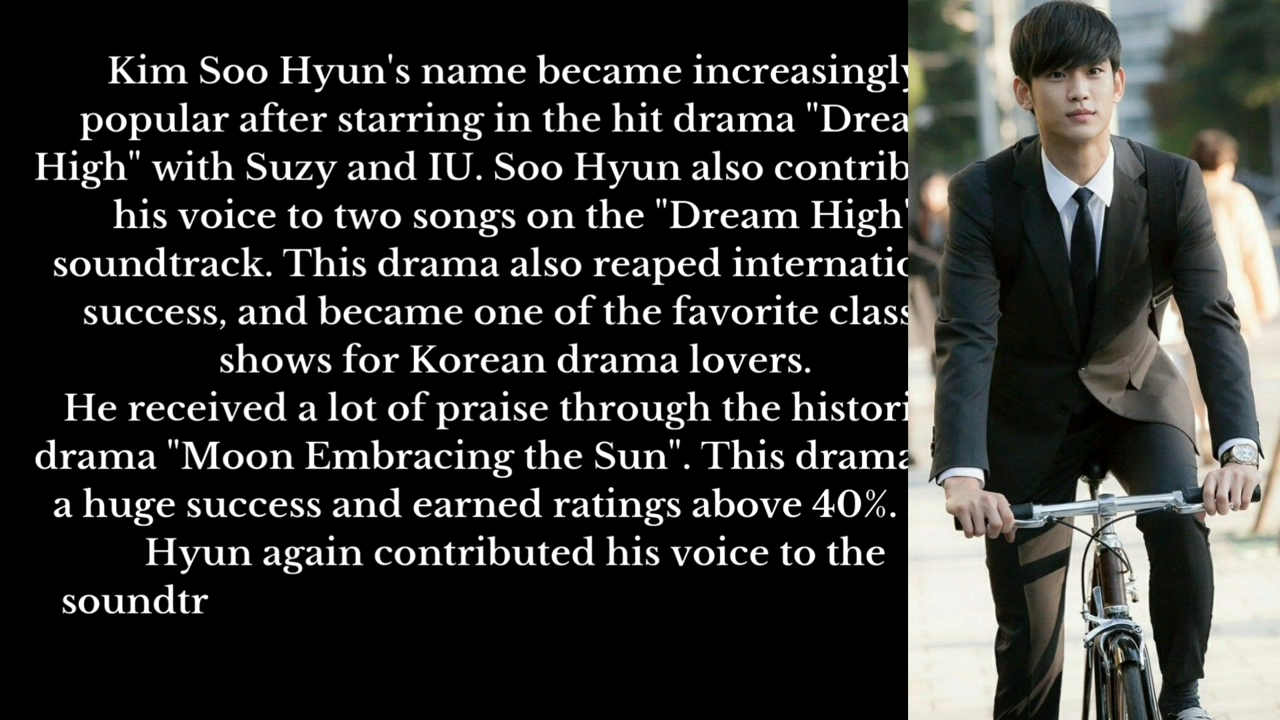 Kim Soo Hyun's name became increasingly
popular after starring in the hit drama "Drea
High" with Suzy and IU. Soo Hyun also contrib
his voice to two songs on the "Dream High"
soundtrack. This drama also reaped internatio
success, and became one of the favorite class
shows for Korean drama lovers.
He received a lot of praise through the histori
drama "Moon Embracing the Sun". This drama
a huge success and earned ratings above 40%.
Hyun again contributed his voice to the
soundtr